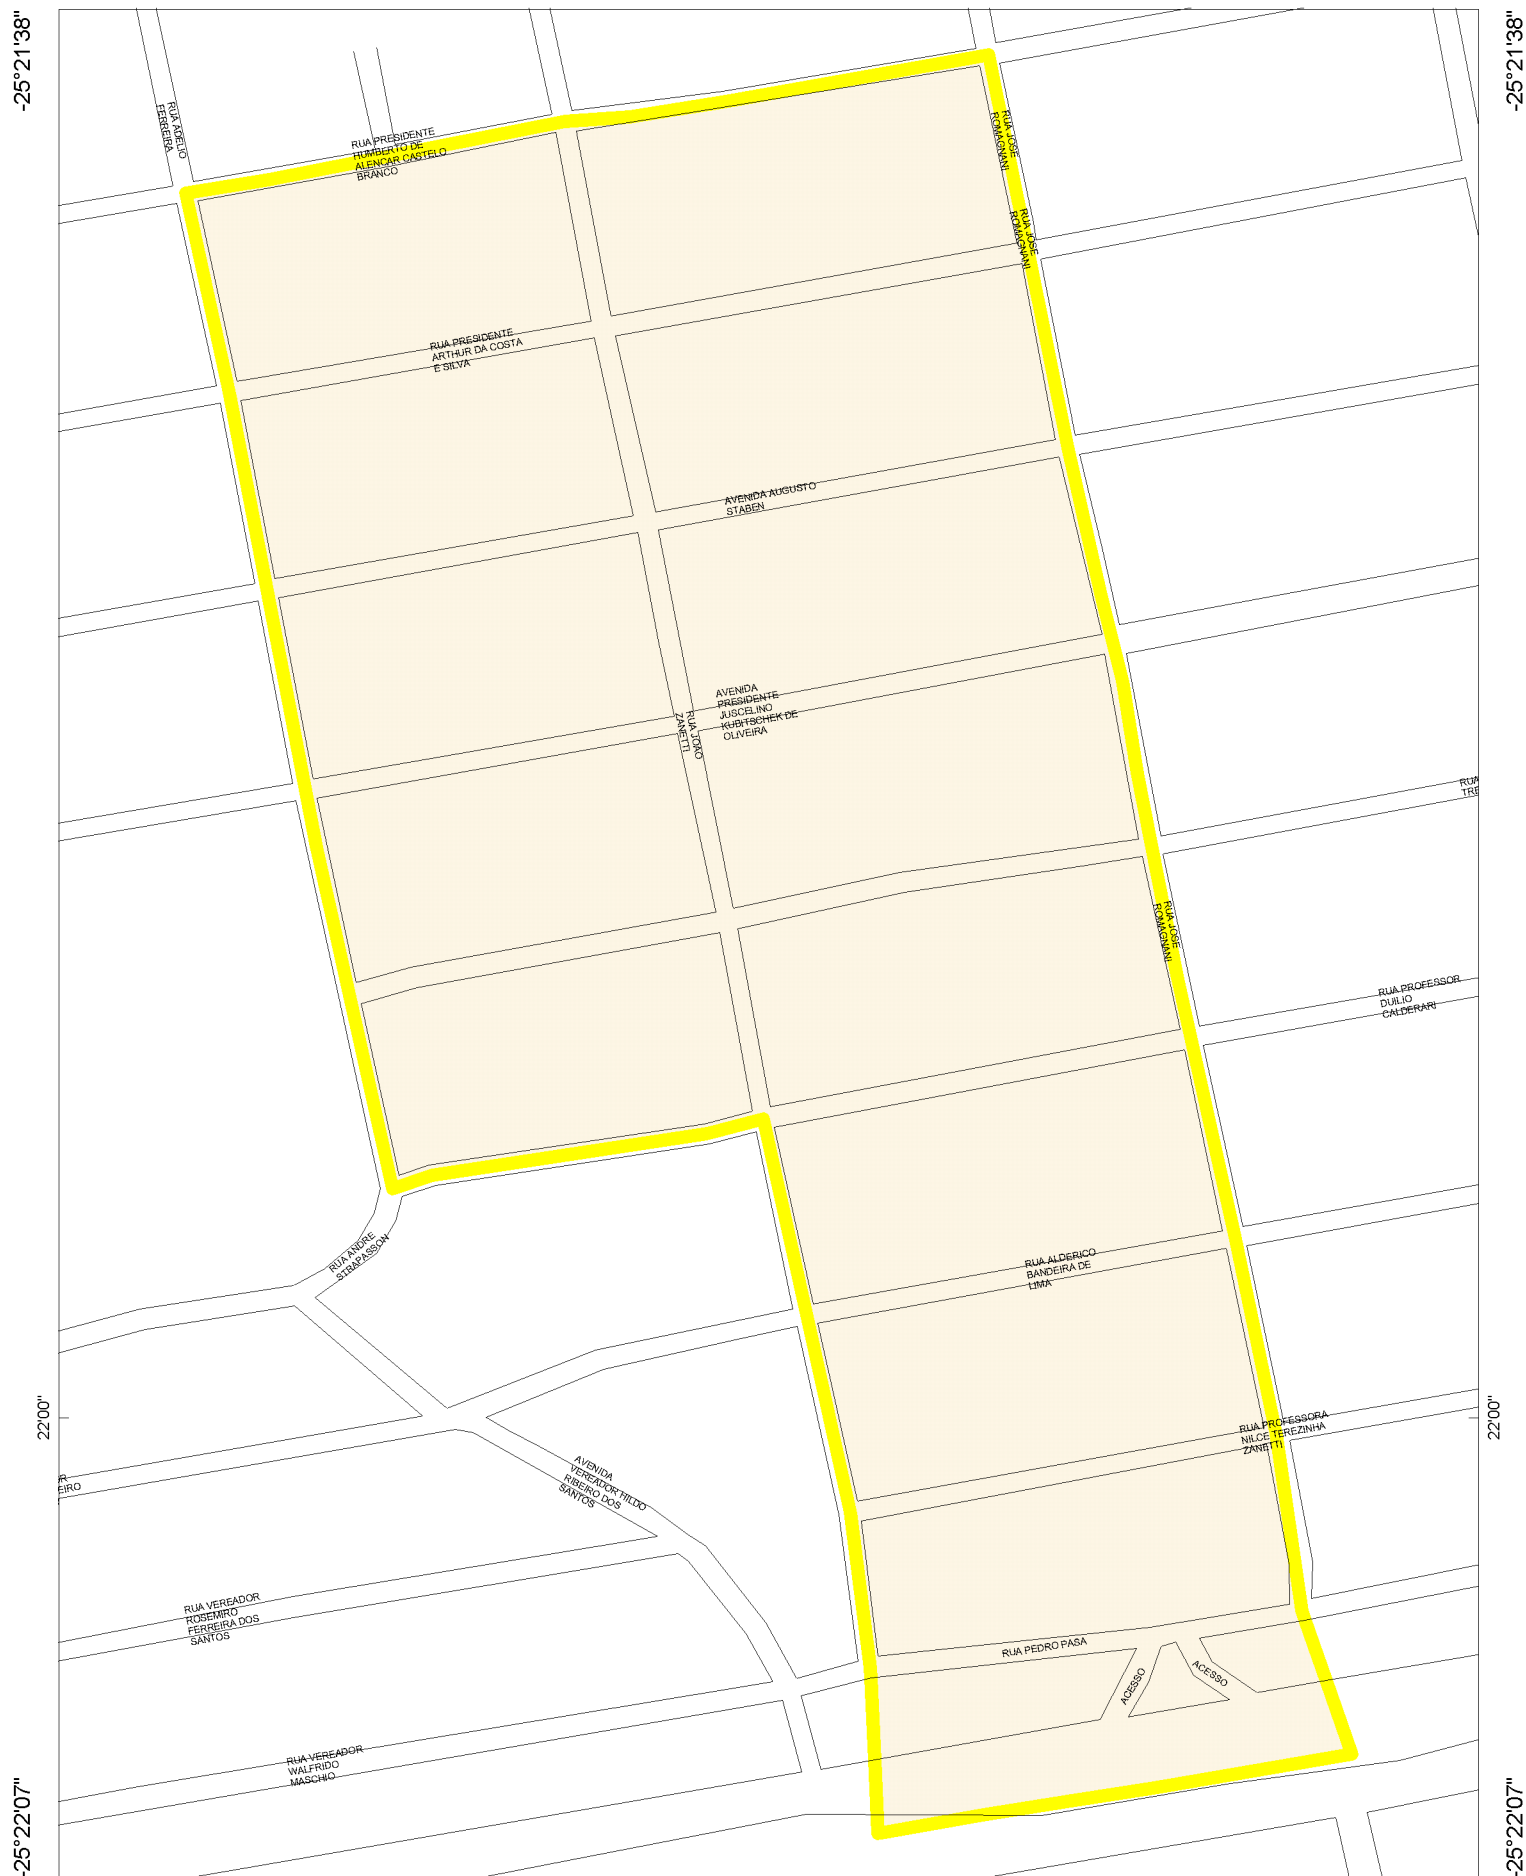 -25°21'38"
-25°21'38"
RUA ADELIO
FERREIRA
RUA PRESIDENTE
HUMBERTO DE
ALENCAR CASTELO
BRANCO
RUA JOSE
ROMAGNANI
RUA JOSE
ROMAGNANI
RUA PRESIDENTE
ARTHUR DA COSTA
E SILVA
AVENIDA AUGUSTO
STABEN
AVENIDA
PRESIDENTE
JUSCELINO
KUBITSCHEK DE
OLIVEIRA
RUA JOAO
ZANETTI
RUA
TRE
RUA JOSE
ROMAGNANI
RUA PROFESSOR
DUILIO
CALDERARI
RUA ANDRE
STRAPASSON
RUA ALDERICO
BANDEIRA DE
LIMA
22'00"
22'00"
RUA PROFESSORA
NILCE TEREZINHA
ZANETTI
AVENIDA
VEREADOR HILDO
RIBEIRO DOS
SANTOS
R
EIRO
RUA VEREADOR
ROSEMIRO
FERREIRA DOS
SANTOS
RUA PEDRO PASA
ACESSO
ACESSO
RUA VEREADOR
WALFRIDO
MASCHIO
-25°22'07"
-25°22'07"